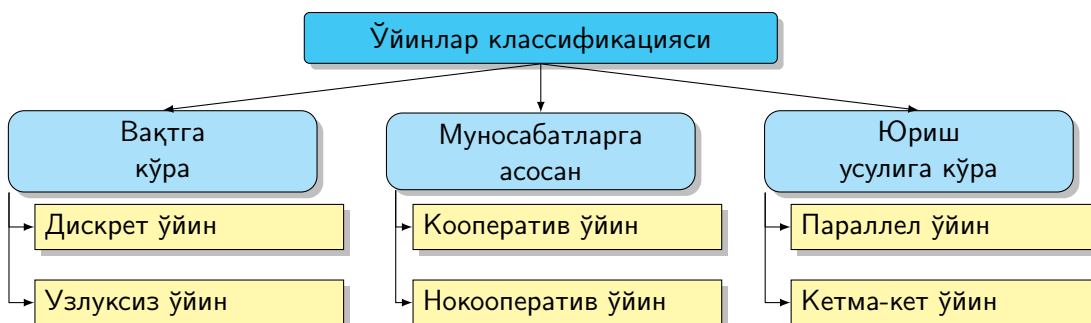 Ўйинлар классификацияси
Вақтга
кўра
Муносабатларга
асосан
Юриш
усулига кўра
Дискрет ўйин
Кооператив ўйин
Параллел ўйин
Узлуксиз ўйин
Нокооператив ўйин
Кетма-кет ўйин